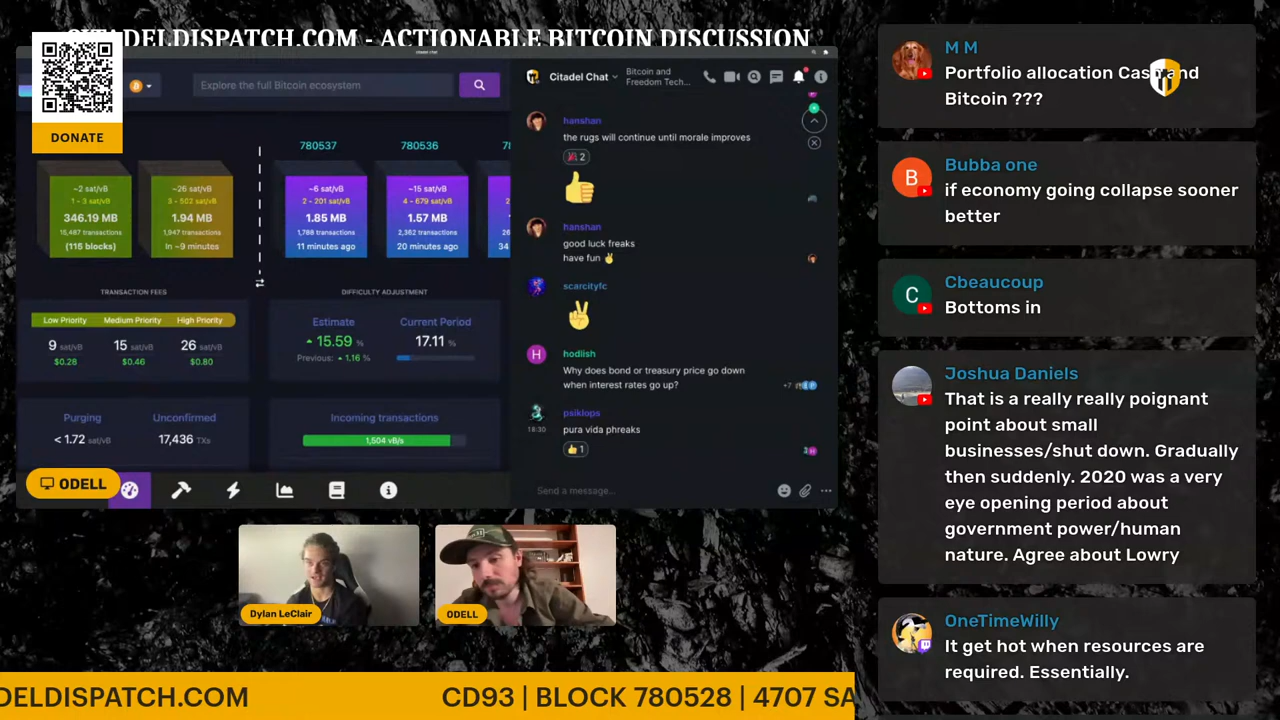 CITADELDISPATCH.COM - ACTIONABLE BITCOIN DISCUSSION
DONATE
Explore the full Bitcoin ecosystem
780537
780536
~2 sat/vB
1 - 3 sat/vB
346.19 MB
15,487 transactions
(115 blocks)
~26 sat/vB
3 - 502 sat/vB
1.94 MB
1,947 transactions
In ~9 minutes
~6 sat/vB
2 - 201 sat/vB
1.85 MB
1,788 transactions
11 minutes ago
~15 sat/vB
4 - 679 sat/vB
1.57 MB
2,362 transactions
20 minutes ago
34
TRANSACTION FEES
Low Priority Medium Priority High Priority
9 sat/vB 15 sat/vB 26 sat/vB
$0.28 $0.46 $0.80
DIFFICULTY ADJUSTMENT
Estimate Current Period
15.59 % 17.11 %
Previous: 1.16 %
Purging Unconfirmed
< 1.72 sat/vB 17,436 TXs
Incoming transactions
1,504 vB/s
ODELL
Citadel Chat
Bitcoin and
Freedom Tech...
hanshan
the rugs will continue until morale improves
2
hanshan
good luck freaks
have fun ✌️
scarcityfc
H
hodlish
Why does bond or treasury price go down
when interest rates go up?
+7
psiklops
18:30
pura vida phreaks
1
Send a message...
Dylan LeClair
ODELL
DELDISPATCH.COM
CD93 | BLOCK 780528 | 4707 SA
M M
Portfolio allocation Cash and
Bitcoin ???
B
Bubba one
if economy going collapse sooner
better
C
Cbeaucoup
Bottoms in
Joshua Daniels
That is a really really poignant
point about small
businesses/shut down. Gradually
then suddenly. 2020 was a very
eye opening period about
government power/human
nature. Agree about Lowry
OneTimeWilly
It get hot when resources are
required. Essentially.